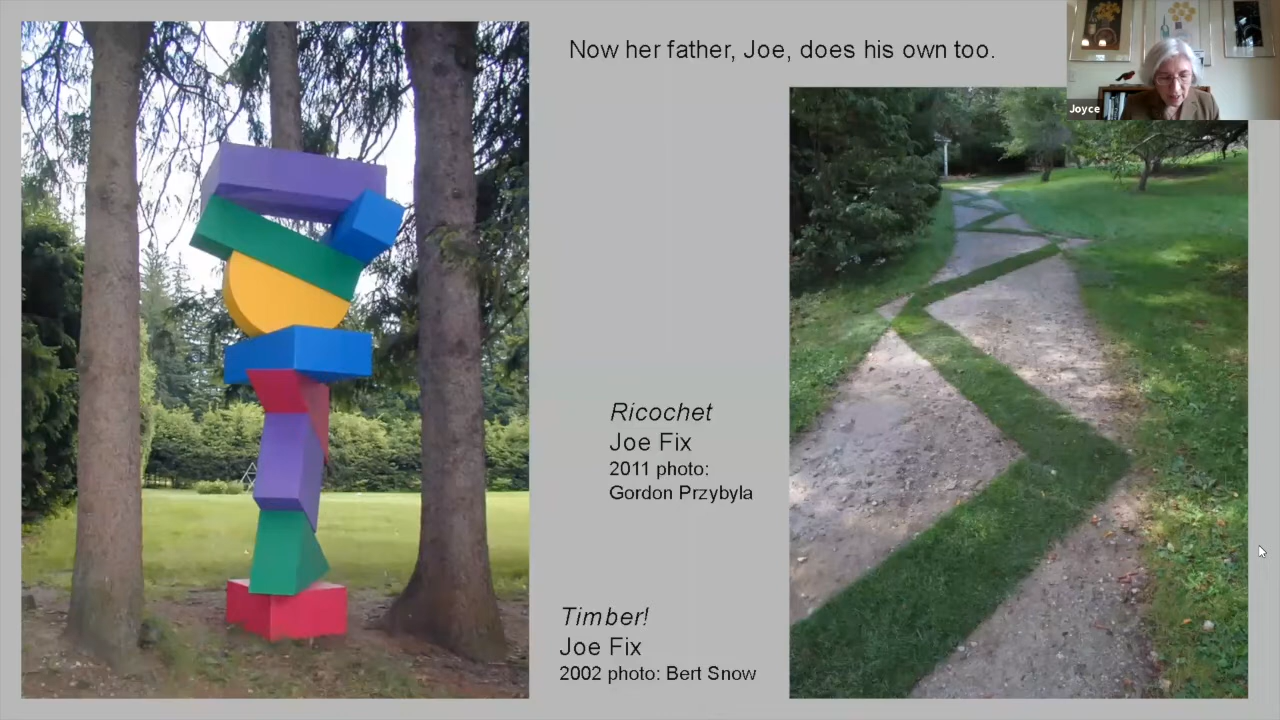 Now her father, Joe, does his own too.
Joyce
Ricochet
Joe Fix
2011 photo:
Gordon Przybyla
Timber!
Joe Fix
2002 photo: Bert Snow